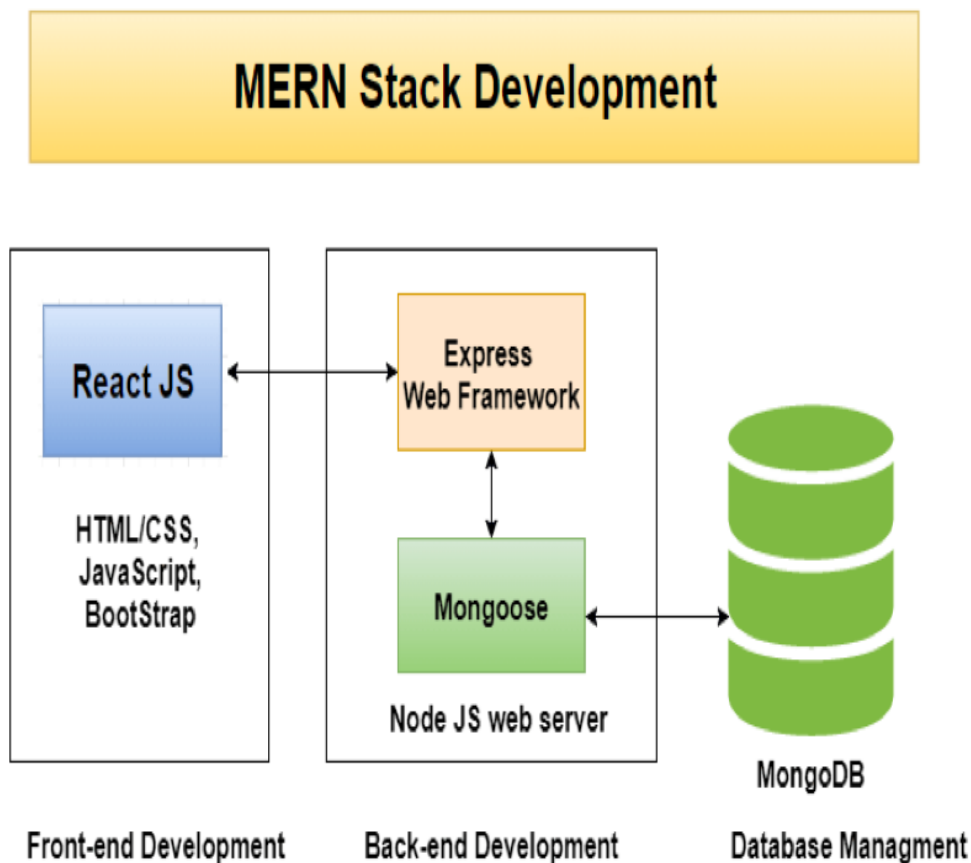 MERN Stack Development
React JS
HTML/CSS,
JavaScript,
BootStrap
Express
Web Framework
Mongoose
Node JS web server
MongoDB
Front-end Development
Back-end Development
Database Managment